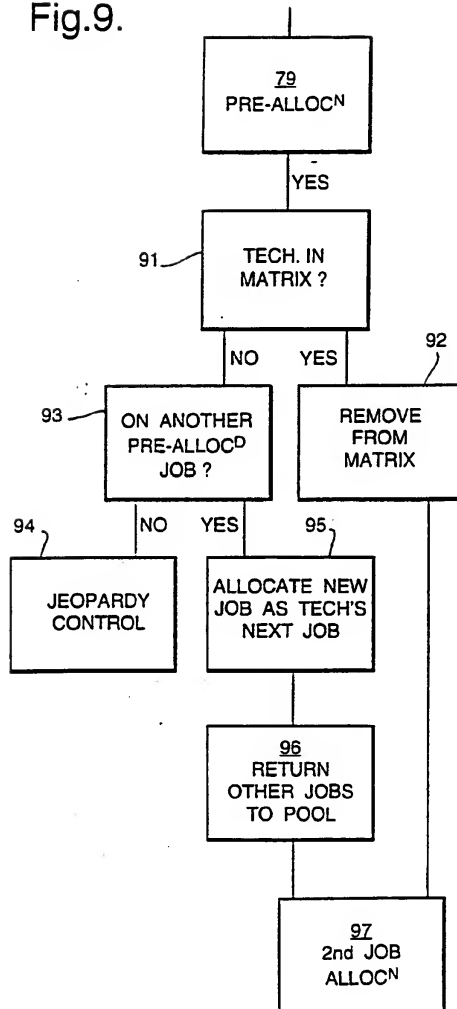 Fig.9.
79
PRE-ALLOCᴺ
YES
91
TECH. IN
MATRIX ?
NO
YES
92
93
ON ANOTHER
PRE-ALLOCᴰ
JOB ?
REMOVE
FROM
MATRIX
94
NO
YES
95
JEOPARDY
CONTROL
ALLOCATE NEW
JOB AS TECH'S
NEXT JOB
96
RETURN
OTHER JOBS
TO POOL
97
2nd JOB
ALLOCᴺ